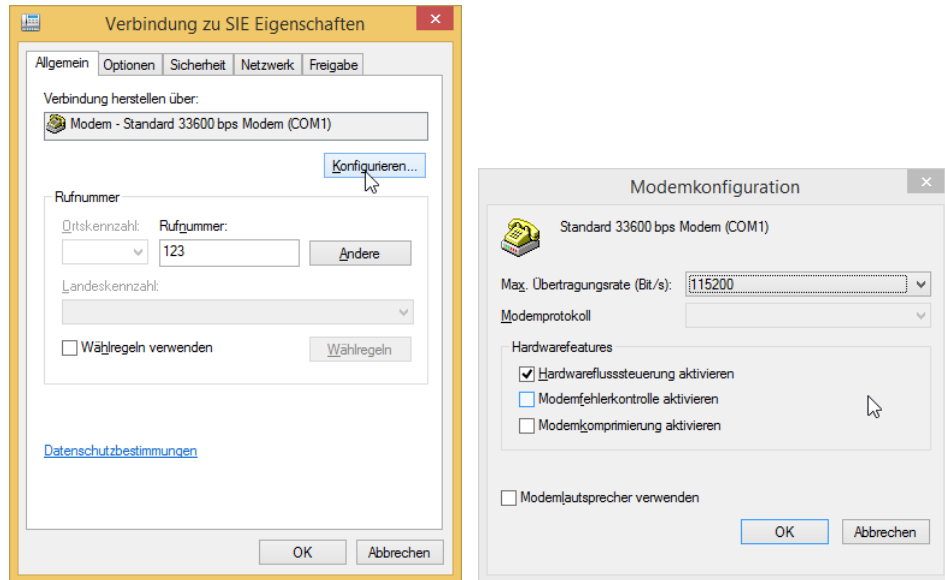 Verbindung zu SIE Eigenschaften
Allgemein Optionen Sicherheit Netzwerk Freigabe
Verbindung herstellen über:
Modem - Standard 33600 bps Modem (COM1)
Konfigurieren...
Rufnummer
Ortskennzahl: Rufnummer:
123
Andere
Landeskennzahl:
Wählregeln verwenden
Wählregeln
Datenschutzbestimmungen
OK Abbrechen
Modemkonfiguration
Standard 33600 bps Modem (COM1)
Max. Übertragungsrate (Bit/s): 115200
Modemprotokoll
Hardwarefeatures
Hardwareflusssteuerung aktivieren
Modemfehlerkontrolle aktivieren
Modemkomprimierung aktivieren
Modemlautsprecher verwenden
OK Abbrechen